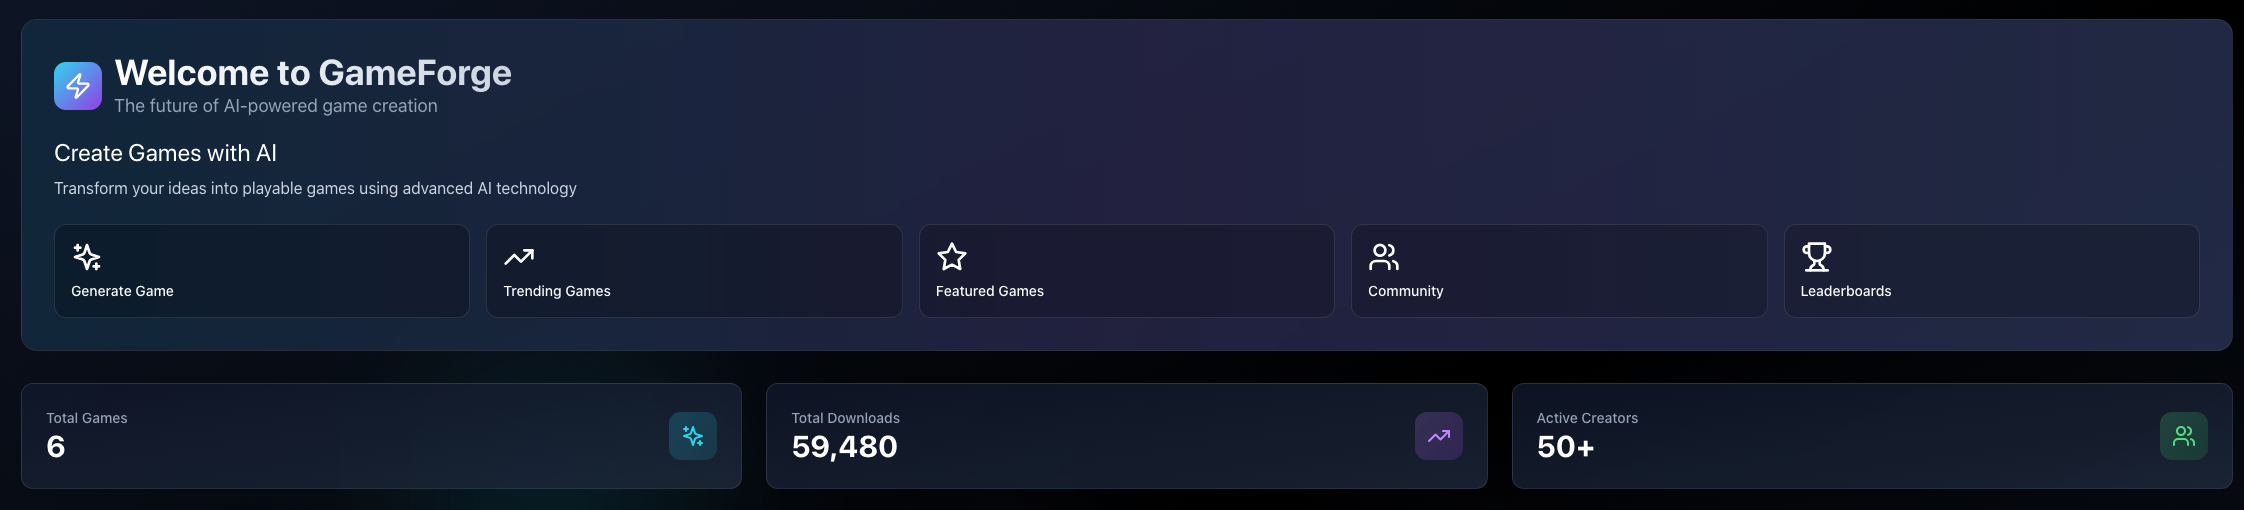 Welcome to GameForge
The future of AI-powered game creation
Create Games with AI
Transform your ideas into playable games using advanced AI technology
Generate Game
Trending Games
Featured Games
Community
Leaderboards
Total Games
6
Total Downloads
59,480
Active Creators
50+